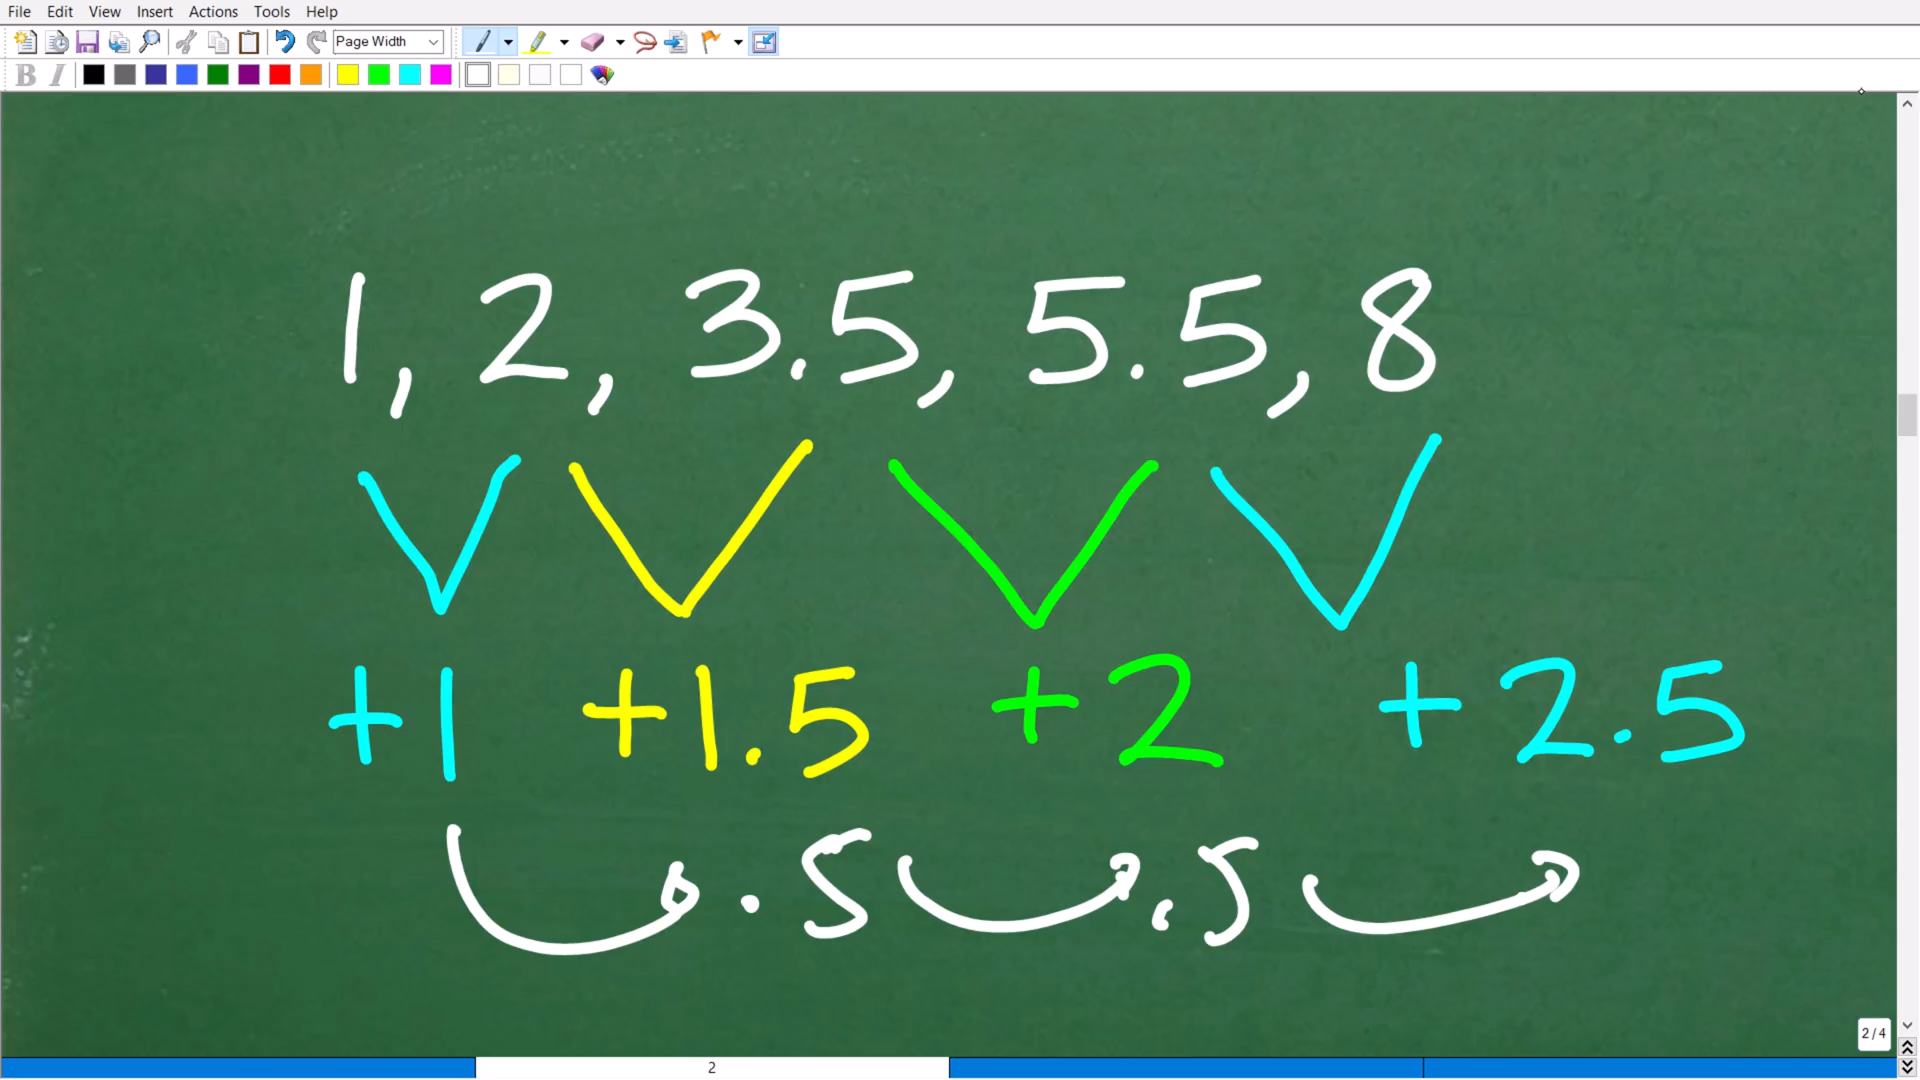 File Edit View Insert Actions Tools Help
Page Width
B I
1, 2, 3.5, 5.5, 8
+1 +1.5 +2 +2.5
.5 .5
2/4
2